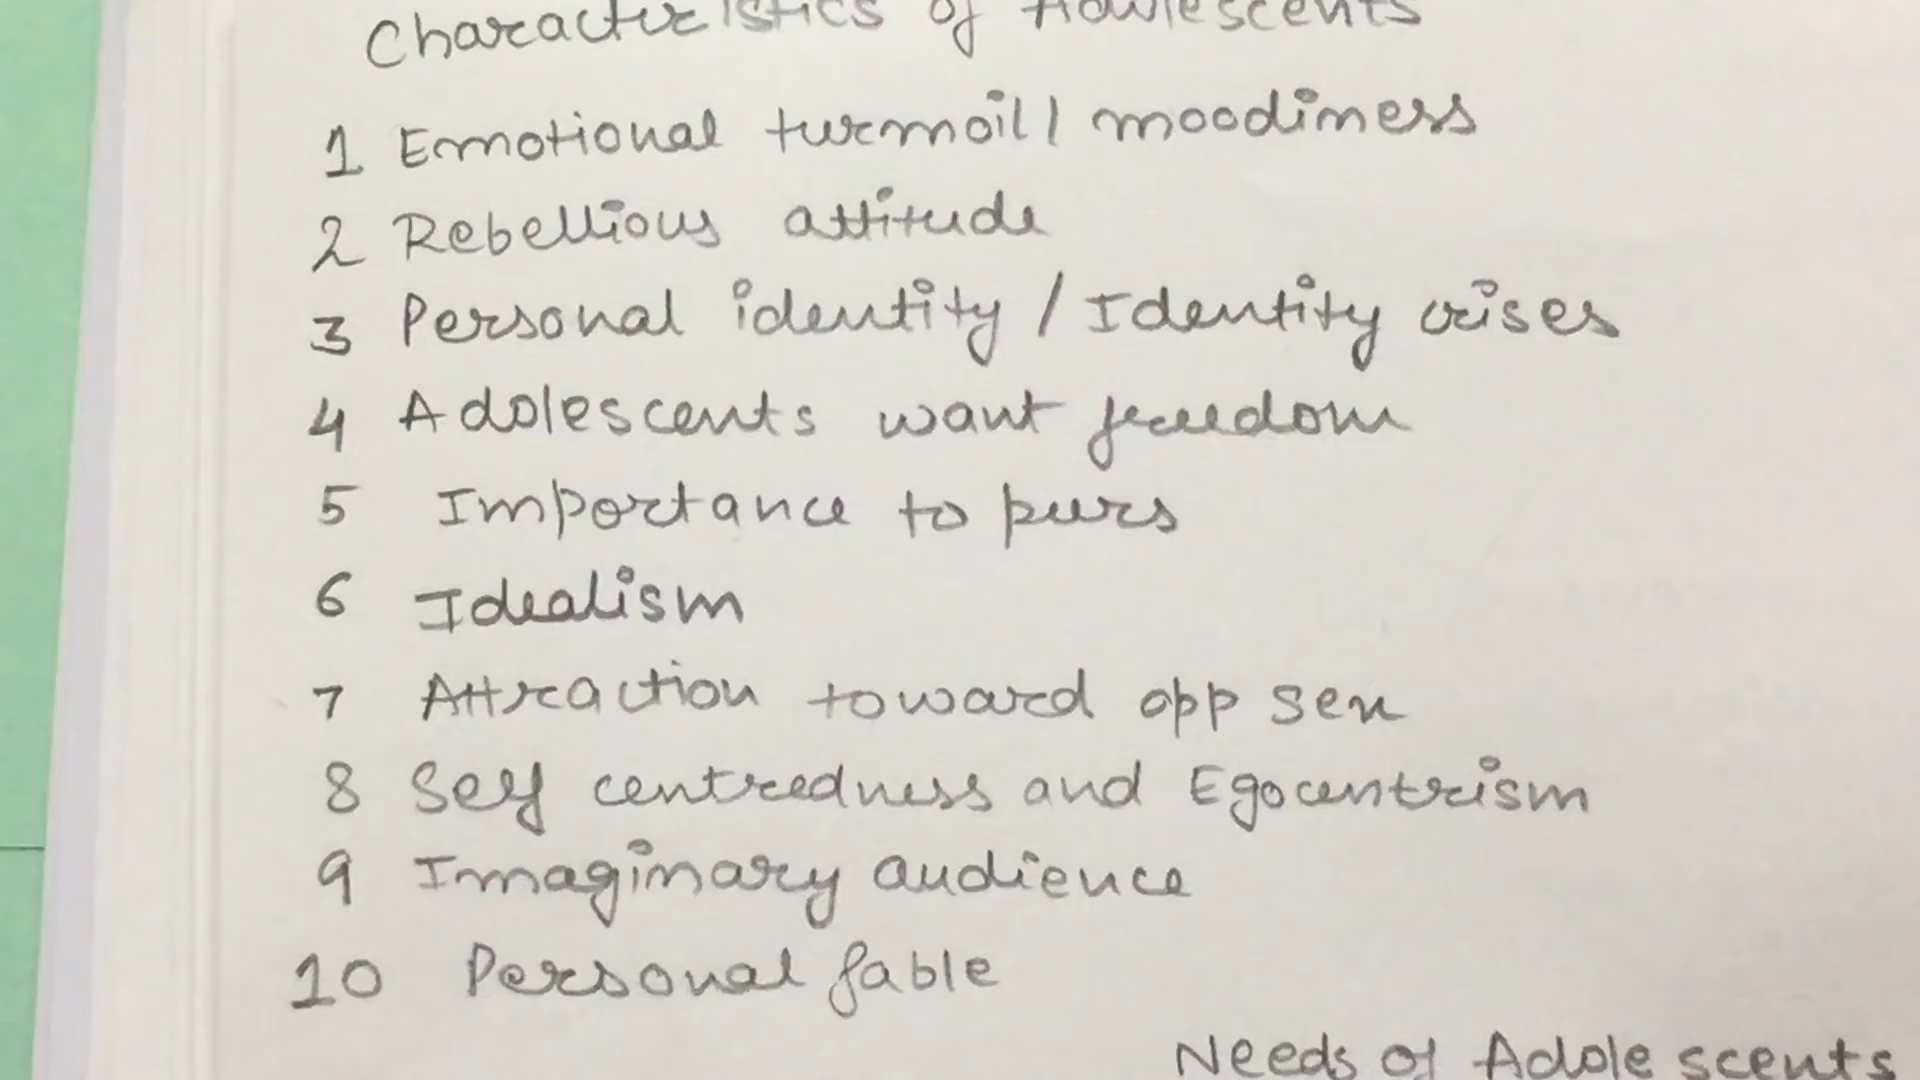 Characteristics of Adolescents
1 Emotional turmoil / moodiness
2 Rebellious attitude
3 Personal identity / Identity crises
4 Adolescents want freedom
5 Importance to peers
6 Idealism
7 Attraction toward opp sex
8 Self centredness and Egocentrism
9 Imaginary audience
10 Personal fable
Needs of Adolescents